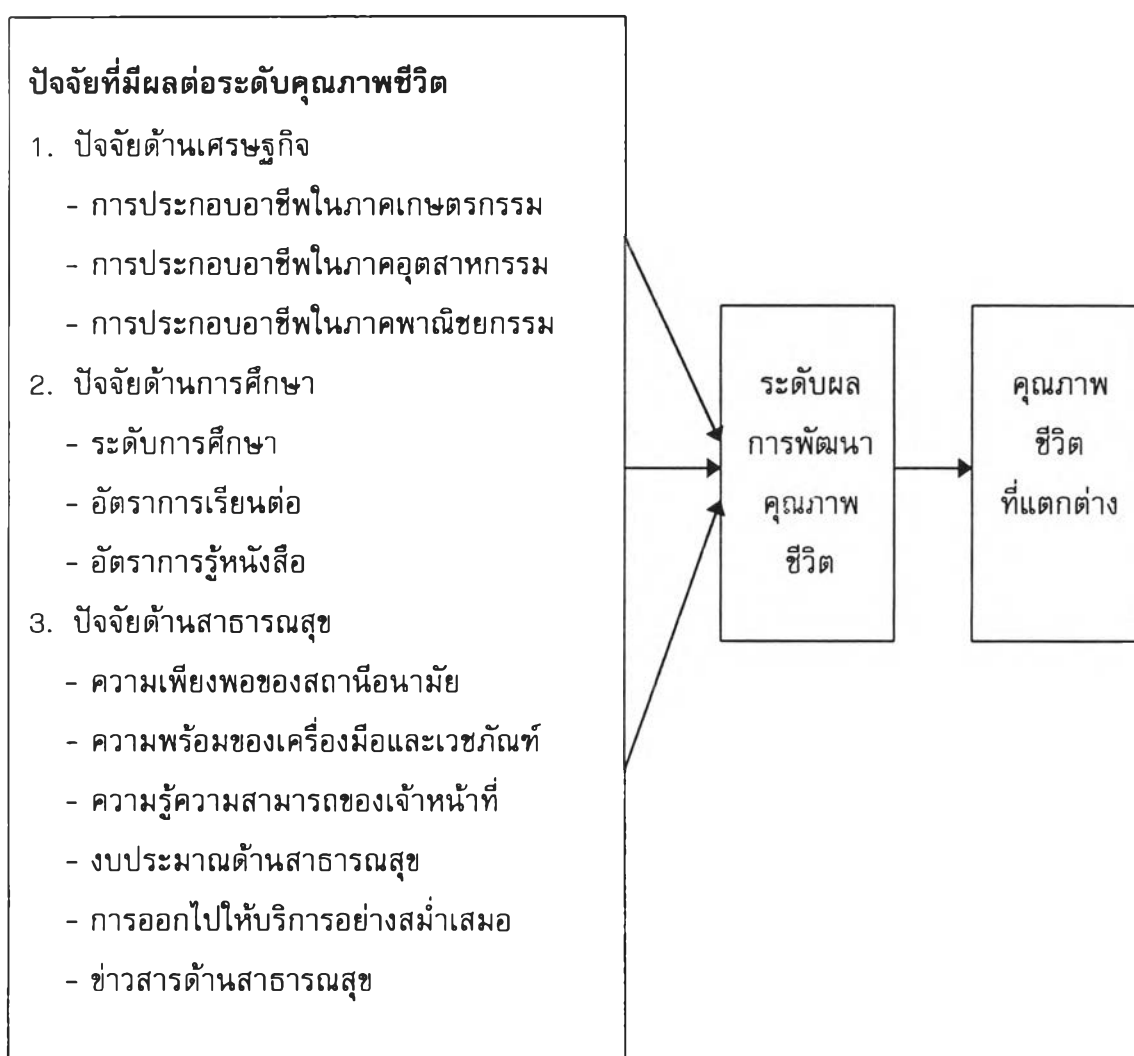 ปัจจัยที่มีผลต่อระดับคุณภาพชีวิต
1. ปัจจัยด้านเศรษฐกิจ
- การประกอบอาชีพในภาคเกษตรกรรม
- การประกอบอาชีพในภาคอุตสาหกรรม
- การประกอบอาชีพในภาคพาณิชยกรรม
2. ปัจจัยด้านการศึกษา
- ระดับการศึกษา
- อัตราการเรียนต่อ
- อัตราการรู้หนังสือ
3. ปัจจัยด้านสาธารณสุข
- ความเพียงพอของสถานีอนามัย
- ความพร้อมของเครื่องมือและเวชภัณฑ์
- ความรู้ความสามารถของเจ้าหน้าที่
- งบประมาณด้านสาธารณสุข
- การออกไปให้บริการอย่างสม่ำเสมอ
- ข่าวสารด้านสาธารณสุข
ระดับผล
การพัฒนา
คุณภาพ
ชีวิต
คุณภาพ
ชีวิต
ที่แตกต่าง